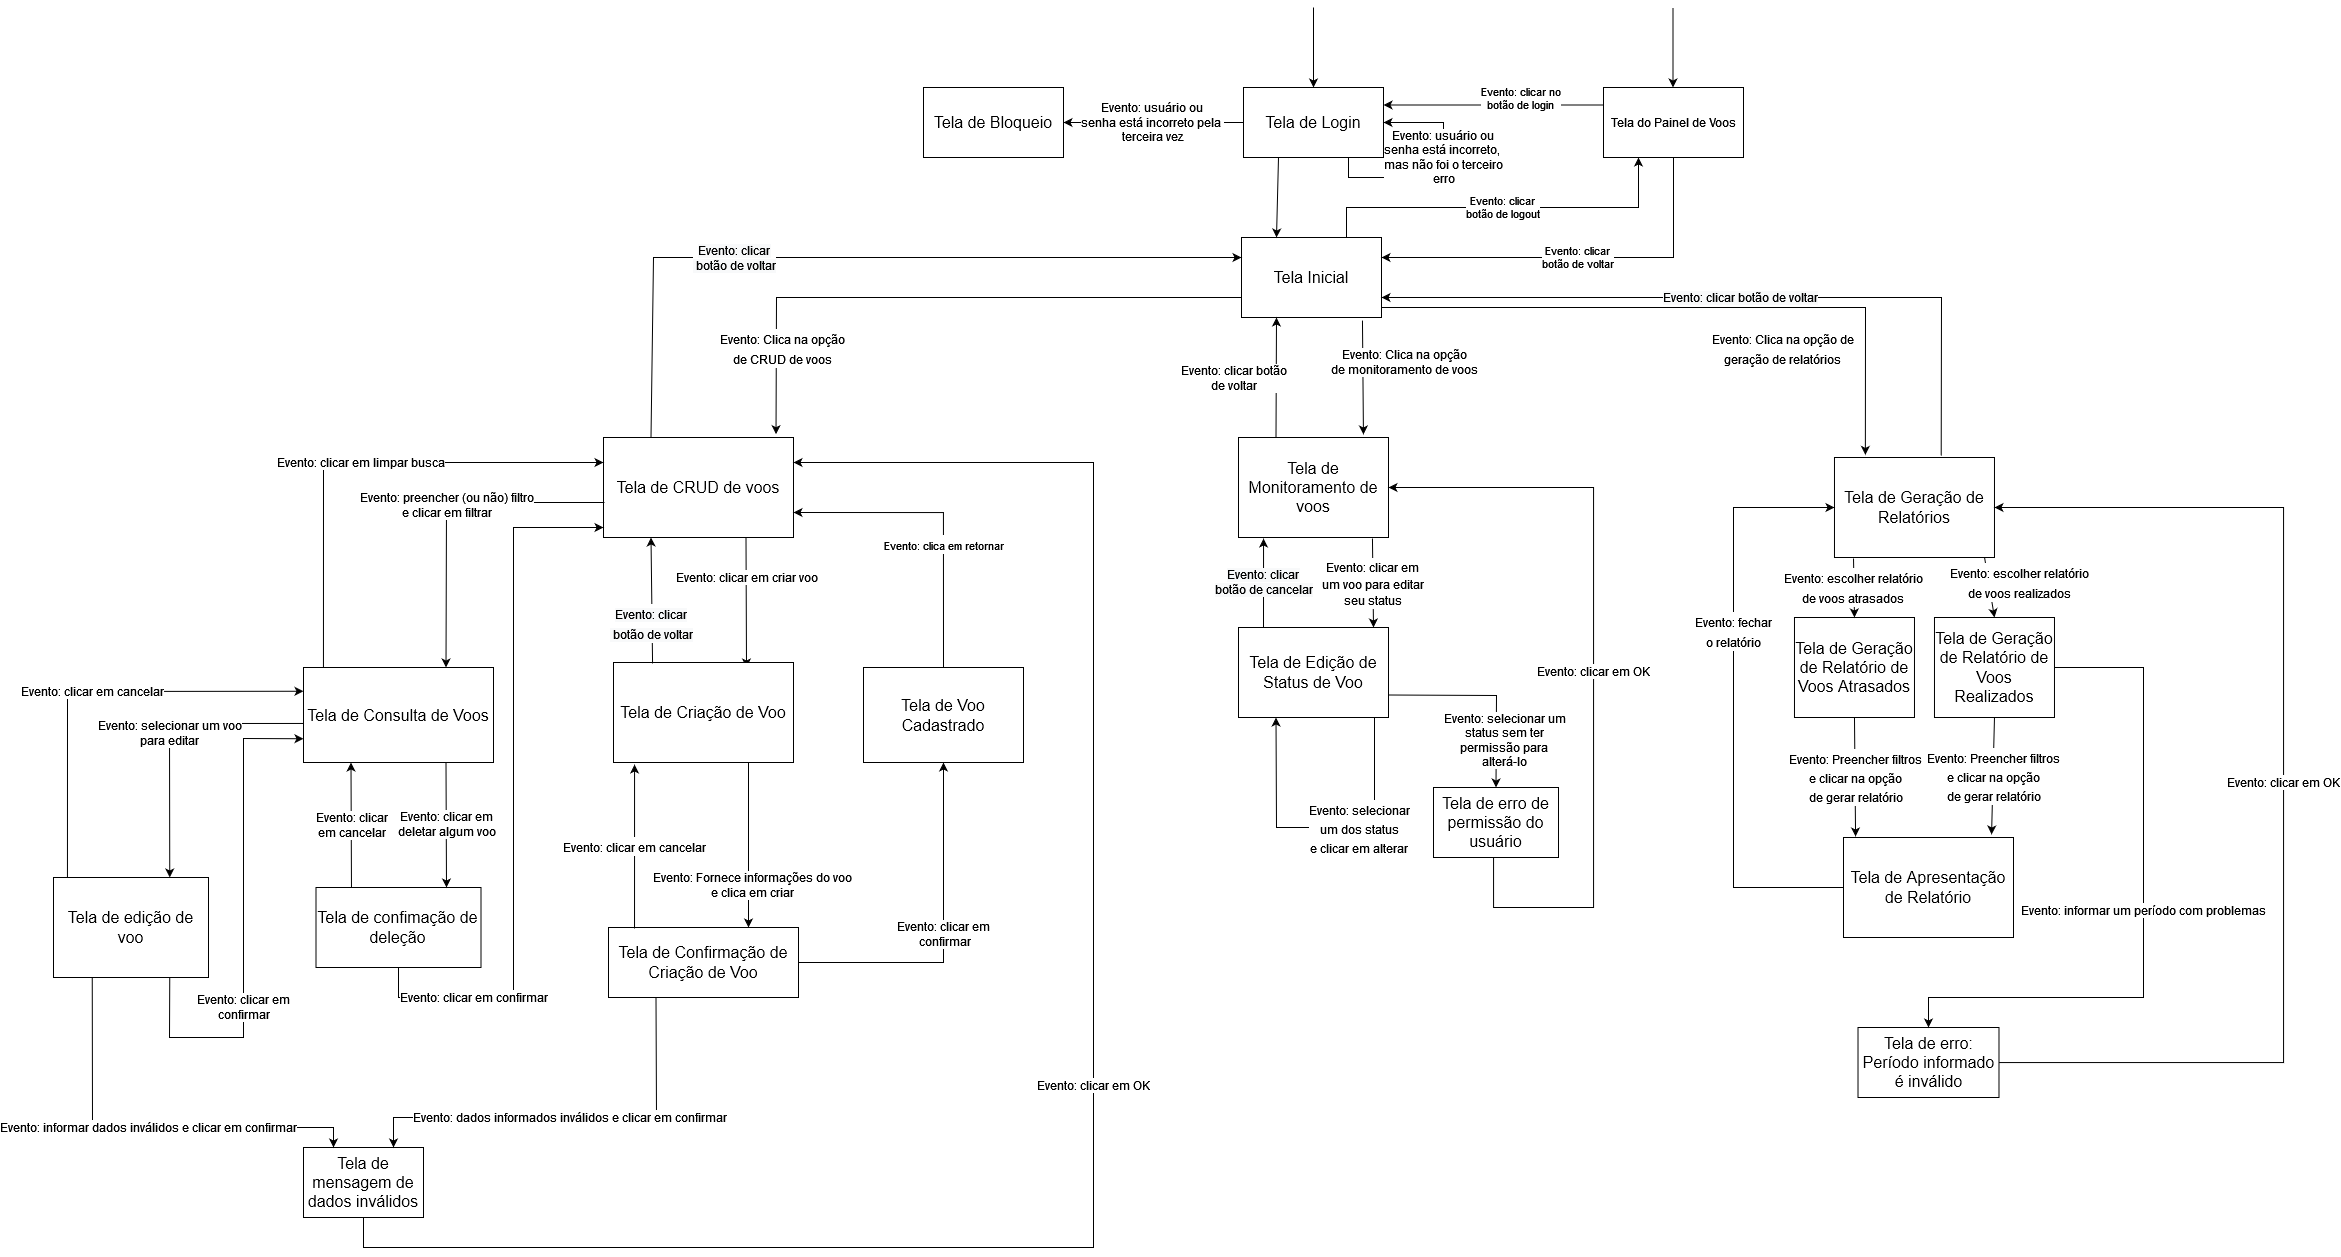 Tela de Bloqueio
Evento: usuário ou
senha está incorreto pela
terceira vez
Tela de Login
Evento: clicar no
botão de login
Tela do Painel de Voos
Evento: usuário ou
senha está incorreto,
mas não foi o terceiro
erro
Evento: clicar
botão de logout
Evento: clicar
botão de voltar
Tela Inicial
Evento: clicar
botão de voltar
Evento: clicar botão de voltar
Evento: Clica na opção
de CRUD de voos
Evento: clicar botão
de voltar
Evento: Clica na opção
de monitoramento de voos
Evento: Clica na opção de
geração de relatórios
Evento: clicar em limpar busca
Evento: preencher (ou não) filtro
e clicar em filtrar
Tela de CRUD de voos
Evento: clica em retornar
Evento: clicar em criar voo
Evento: clicar
botão de voltar
Tela de
Monitoramento de
voos
Evento: clicar
botão de cancelar
Evento: clicar em
um voo para editar
seu status
Tela de Geração de
Relatórios
Evento: escolher relatório
de voos atrasados
Evento: escolher relatório
de voos realizados
Evento: fechar
o relatório
Evento: clicar em cancelar
Evento: selecionar um voo
para editar
Tela de Consulta de Voos
Tela de Criação de Voo
Tela de Voo
Cadastrado
Tela de Edição de
Status de Voo
Evento: clicar em OK
Tela de Geração
de Relatório de
Voos Atrasados
Tela de Geração
de Relatório de
Voos
Realizados
Evento: selecionar um
status sem ter
permissão para
alterá-lo
Evento: clicar
em cancelar
Evento: clicar em
deletar algum voo
Evento: clicar em cancelar
Evento: Fornece informações do voo
e clica em criar
Evento: selecionar
um dos status
e clicar em alterar
Tela de erro de
permissão do
usuário
Evento: Preencher filtros
e clicar na opção
de gerar relatório
Evento: Preencher filtros
e clicar na opção
de gerar relatório
Evento: clicar em OK
Tela de edição de
voo
Tela de confimação de
deleção
Tela de Confirmação de
Criação de Voo
Evento: clicar em
confirmar
Tela de Apresentação
de Relatório
Evento: informar um período com problemas
Evento: clicar em
confirmar
Evento: clicar em confirmar
Tela de erro:
Período informado
é inválido
Evento: clicar em OK
Evento: informar dados inválidos e clicar em confirmar
Evento: dados informados inválidos e clicar em confirmar
Tela de
mensagem de
dados inválidos